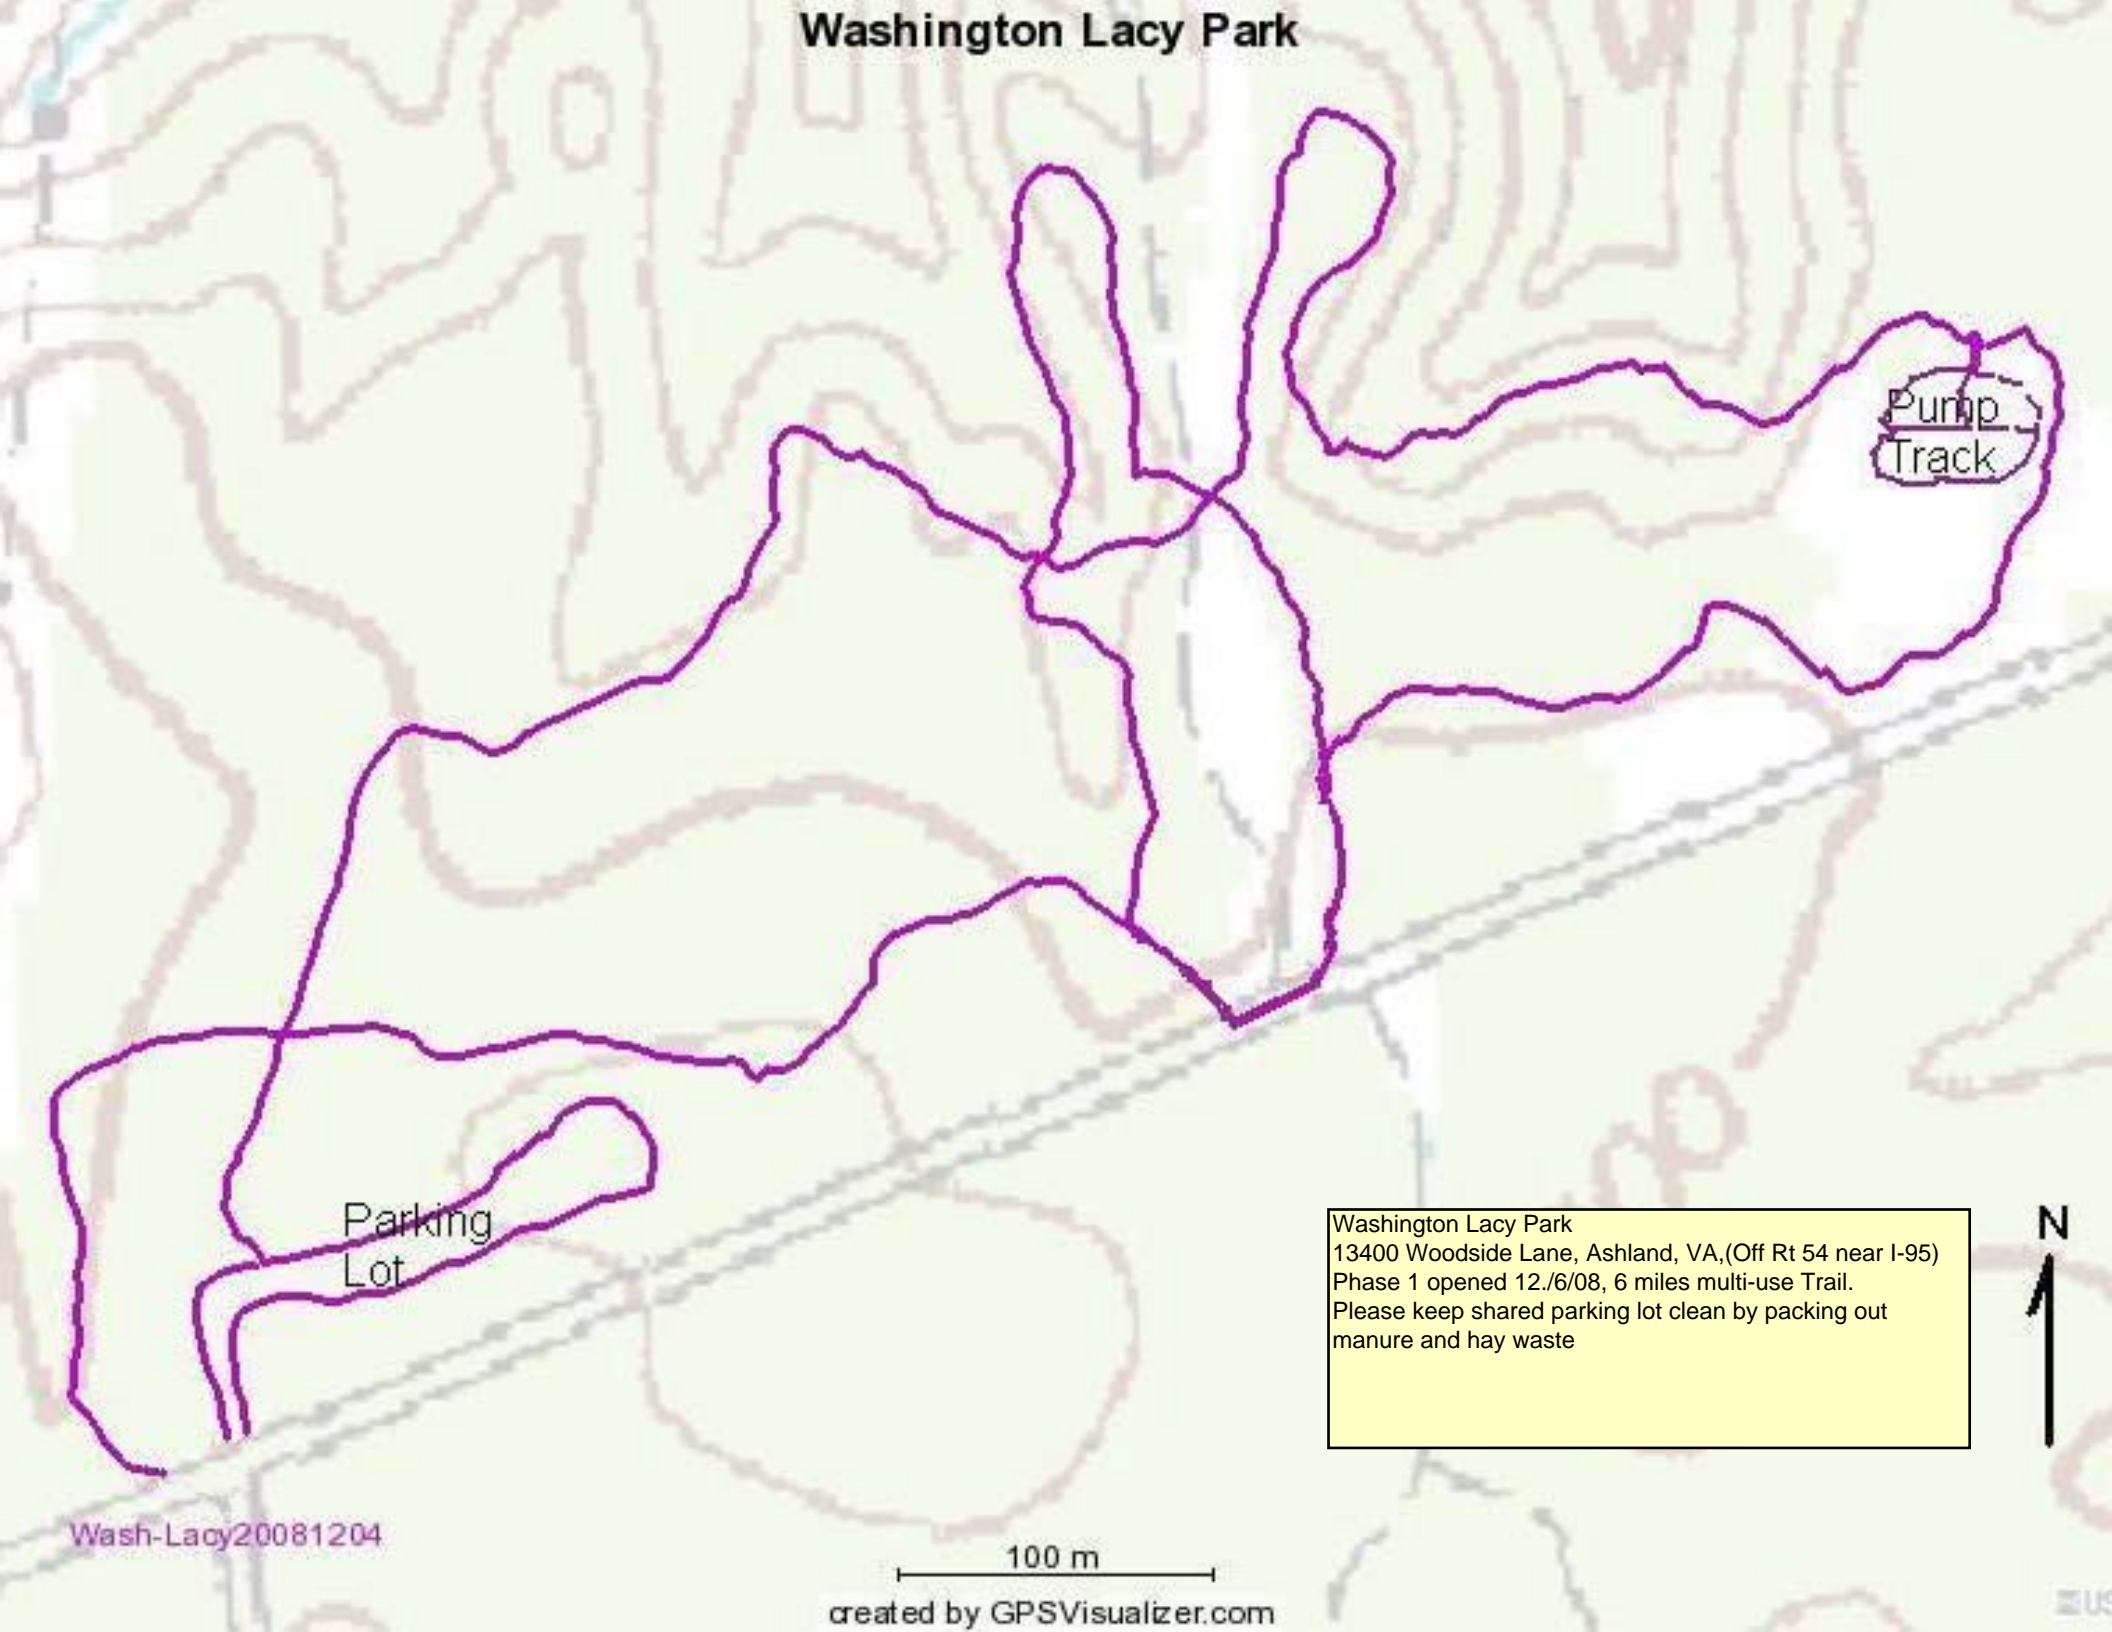 Washington Lacy Park
Pump
Track
Parking
Lot
Washington Lacy Park
13400 Woodside Lane, Ashland, VA,(Off Rt 54 near I-95)
Phase 1 opened 12./6/08, 6 miles multi-use Trail.
Please keep shared parking lot clean by packing out
manure and hay waste
N
Wash-Lacy20081204
100 m
created by GPSVisualizer.com